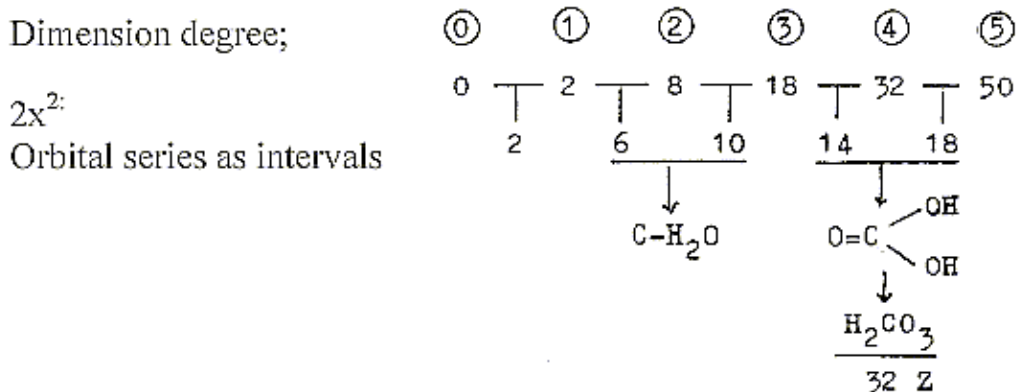 Dimension degree; ⓪ ① ② ③ ④ ⑤
2x²: 0 2 8 18 32 50
Orbital series as intervals 2 6 10 14 18
C-H₂O
O=C OH
OH
H₂CO₃
32 Z